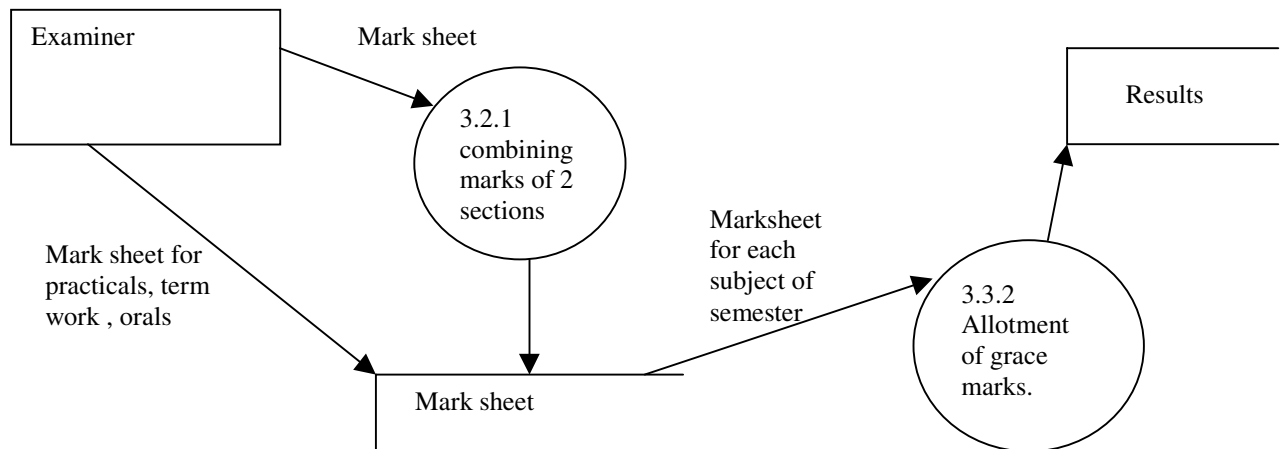 Examiner
Mark sheet
3.2.1
combining
marks of 2
sections
Results
Mark sheet for
practicals, term
work , orals
Marksheet
for each
subject of
semester
3.3.2
Allotment
of grace
marks.
Mark sheet